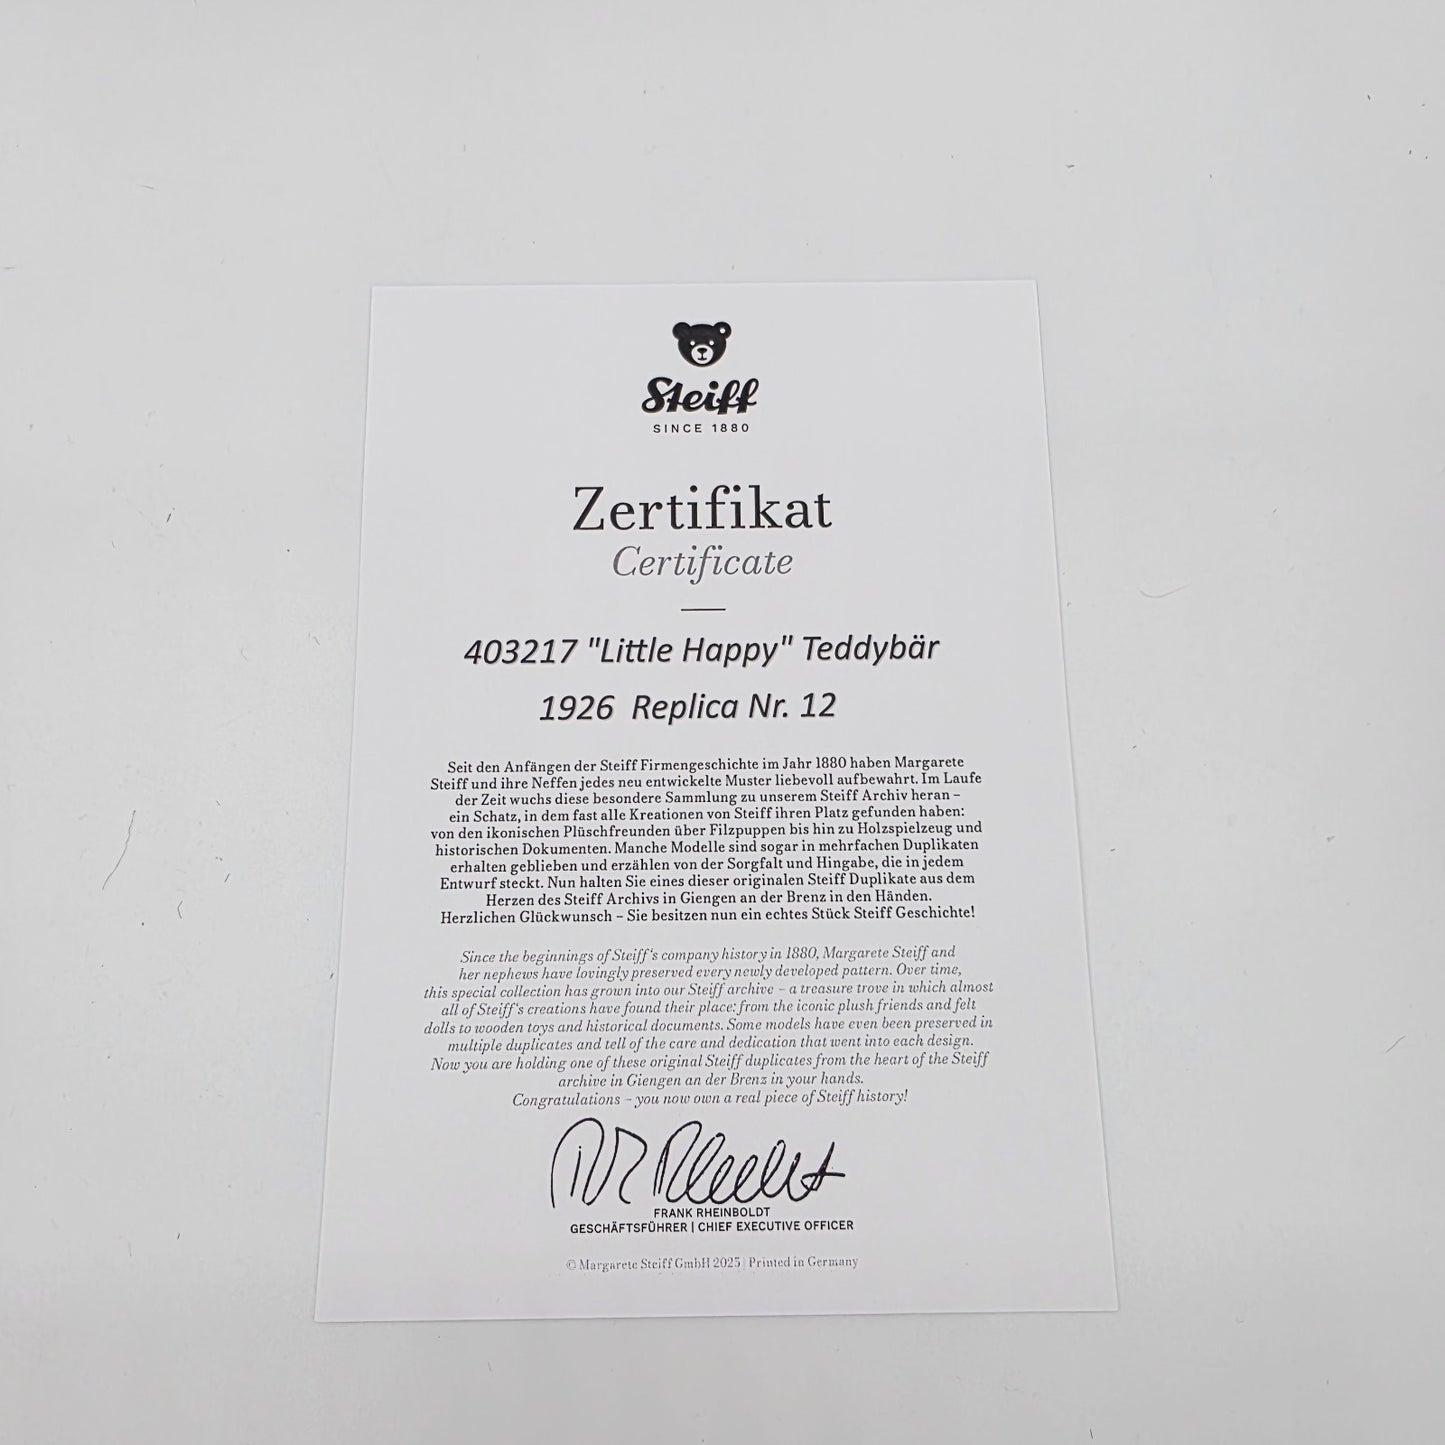 Steiff
SINCE 1880
Zertifikat
Certificate
403217 "Little Happy" Teddybär
1926 Replica Nr. 12
Seit den Anfängen der Steiff Firmengeschichte im Jahr 1880 haben Margarete
Steiff und ihre Neffen jedes neu entwickelte Muster liebevoll aufbewahrt. Im Laufe
der Zeit wuchs diese besondere Sammlung zu unserem Steiff Archiv heran –
ein Schatz, in dem fast alle Kreationen von Steiff ihren Platz gefunden haben:
von den ikonischen Plüschfreunden über Filzpuppen bis hin zu Holzspielzeug und
historischen Dokumenten. Manche Modelle sind sogar in mehrfachen Duplikaten
erhalten geblieben und erzählen von der Sorgfalt und Hingabe, die in jedem
Entwurf steckt. Nun halten Sie eines dieser originalen Steiff Duplikate aus dem
Herzen des Steiff Archivs in Giengen an der Brenz in den Händen.
Herzlichen Glückwunsch – Sie besitzen nun ein echtes Stück Steiff Geschichte!
Since the beginnings of Steiff's company history in 1880, Margarete Steiff and
her nephews have lovingly preserved every newly developed pattern. Over time,
this special collection has grown into our Steiff archive – a treasure trove in which almost
all of Steiff's creations have found their place: from the iconic plush friends and felt
dolls to wooden toys and historical documents. Some models have even been preserved in
multiple duplicates and tell of the care and dedication that went into each design.
Now you are holding one of these original Steiff duplicates from the heart of the Steiff
archive in Giengen an der Brenz in your hands.
Congratulations – you now own a real piece of Steiff history!
FRANK RHEINBOLDT
GESCHÄFTSFÜHRER | CHIEF EXECUTIVE OFFICER
© Margarete Steiff GmbH 2025 | Printed in Germany